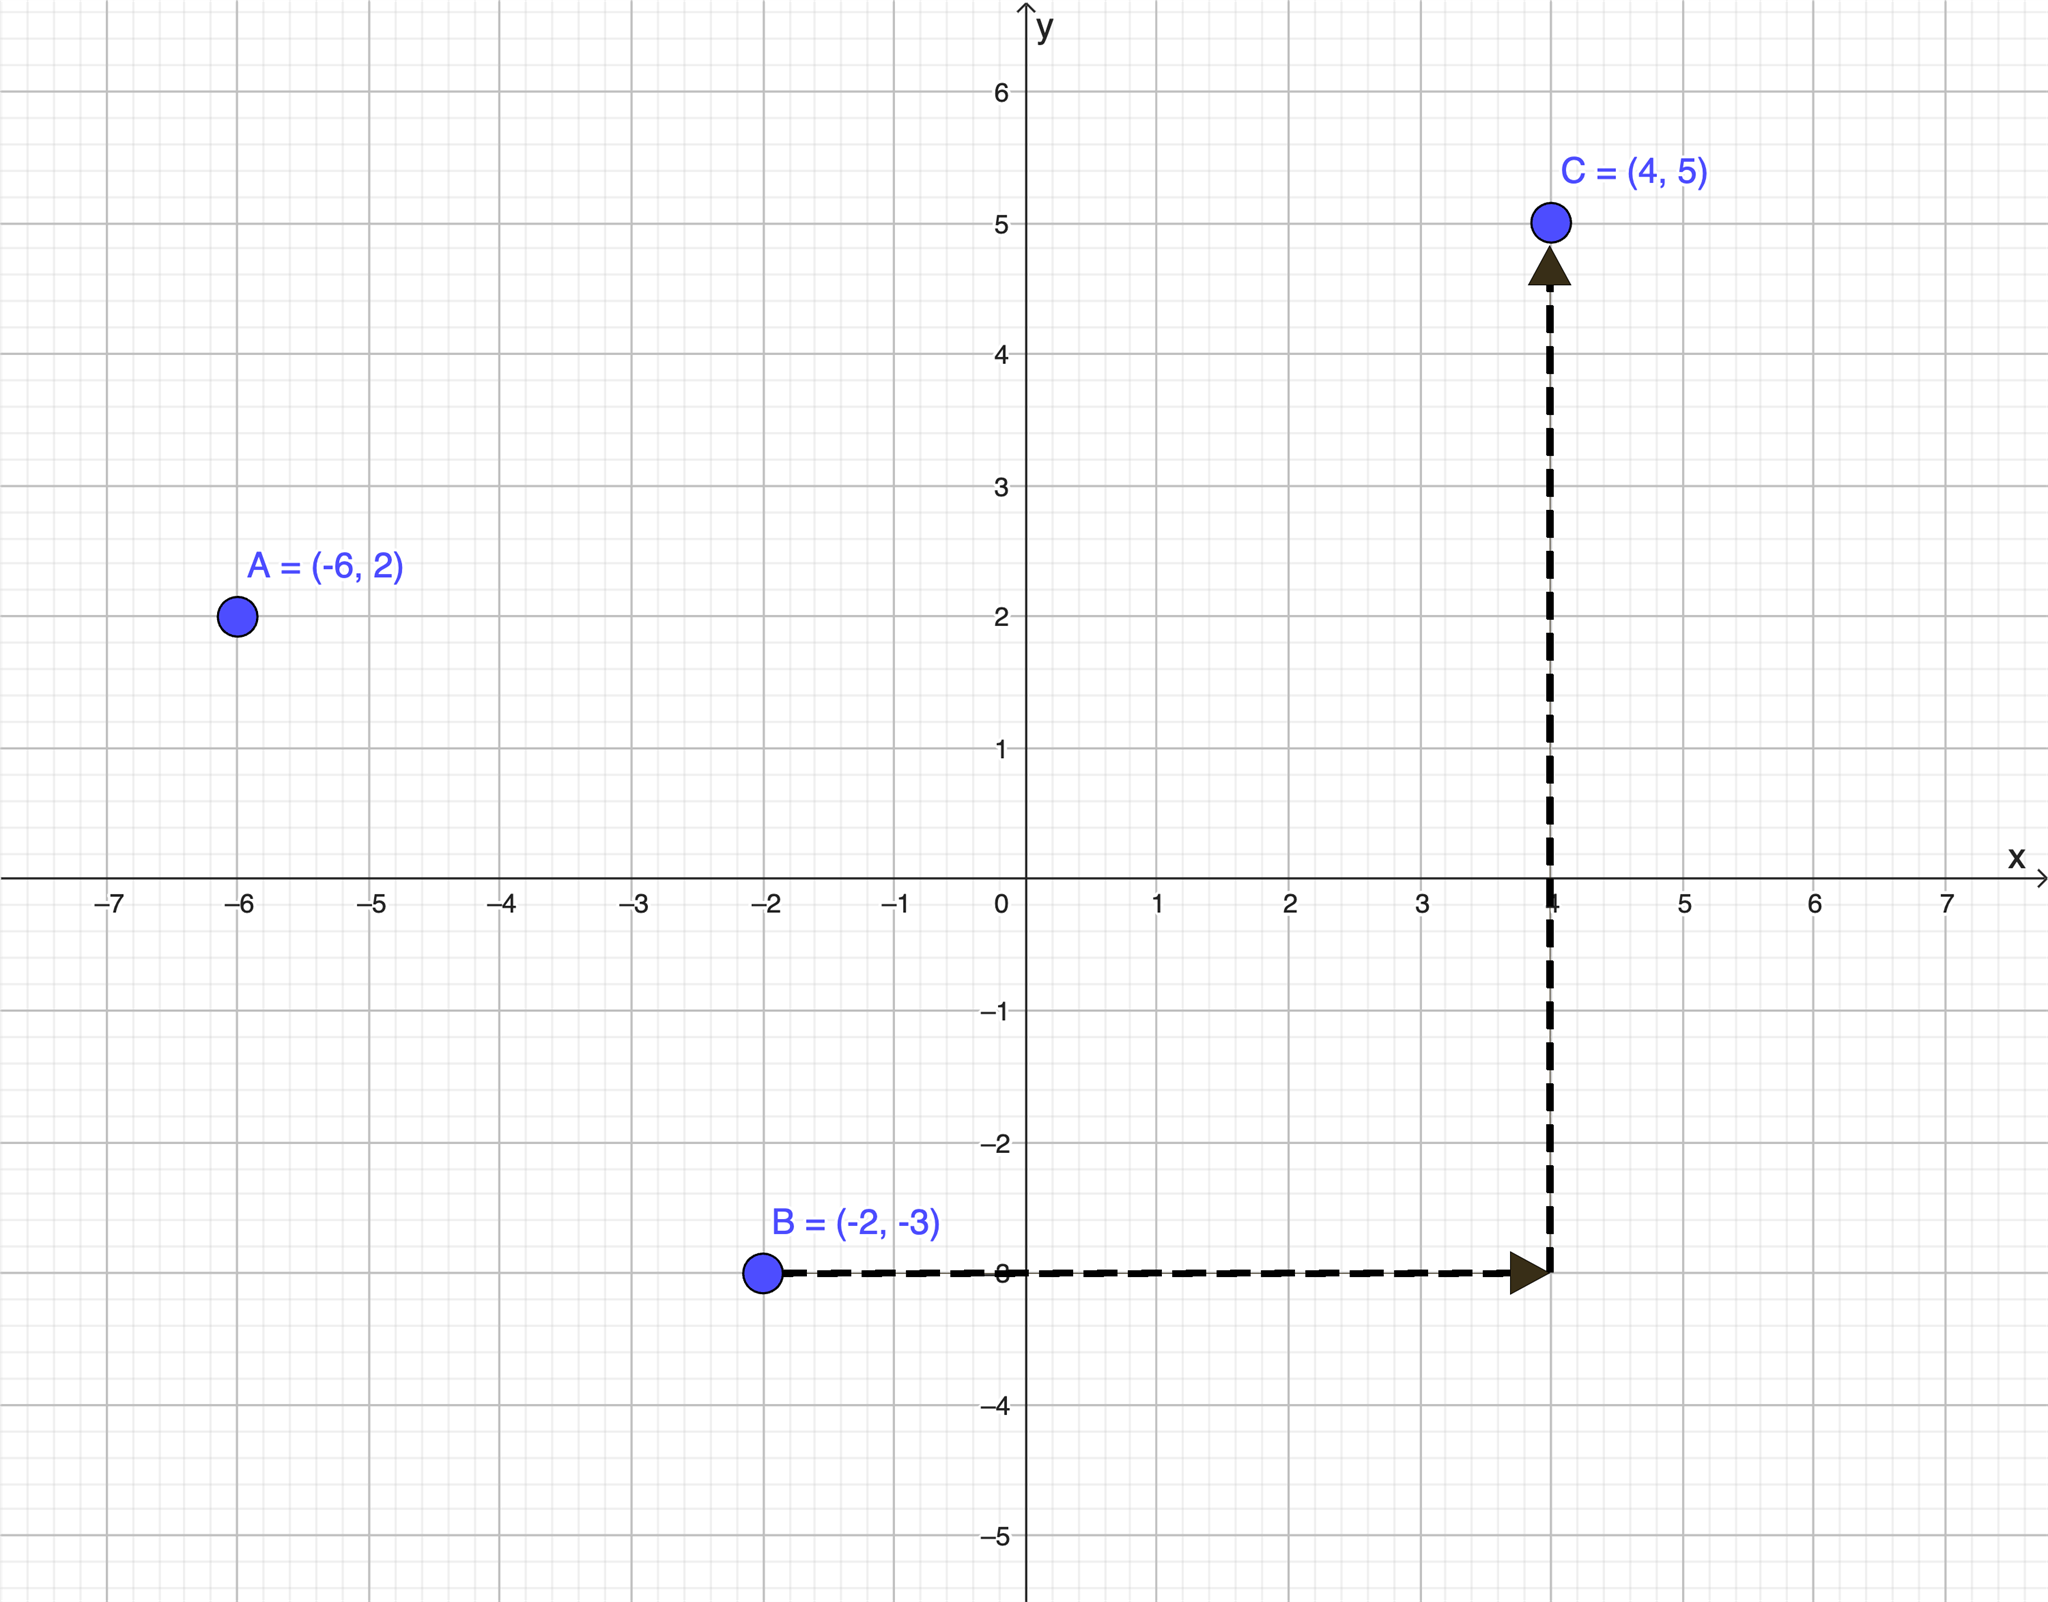 y
6
C = (4, 5)
5
4
3
A = (-6, 2)
2
1
x
–7 –6 –5 –4 –3 –2 –1 0 1 2 3 4 5 6 7
–1
–2
B = (-2, -3)
–4
–5